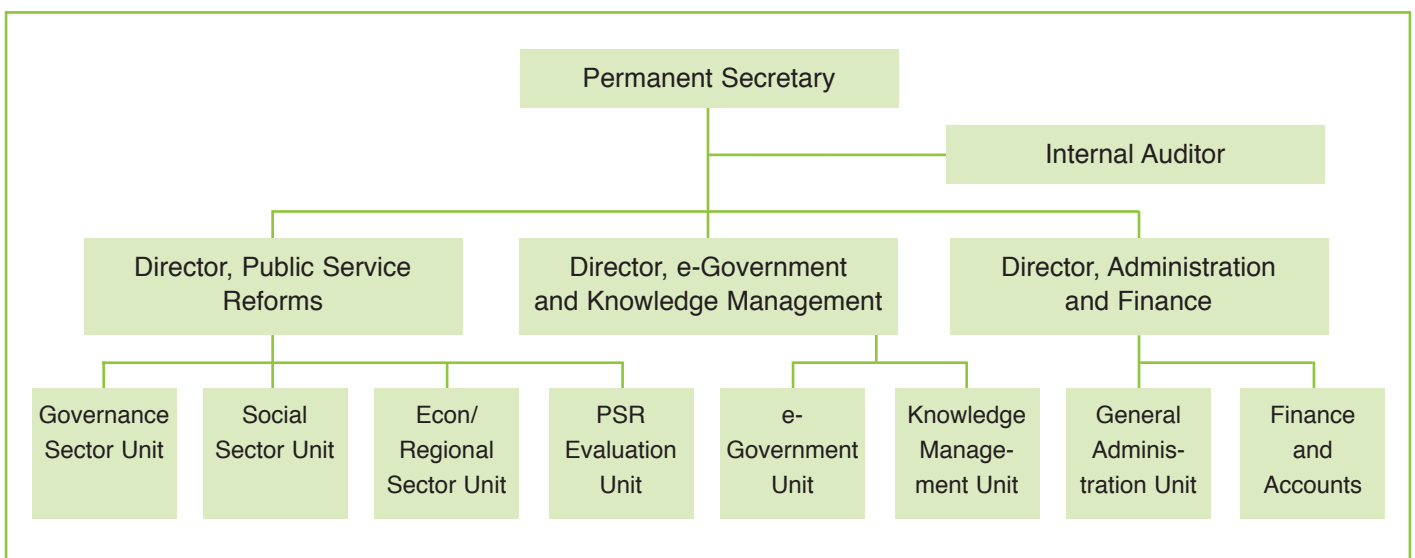 Permanent Secretary
Internal Auditor
Director, Public Service
Reforms
Director, e-Government
and Knowledge Management
Director, Administration
and Finance
Governance
Sector Unit
Social
Sector Unit
Econ/
Regional
Sector Unit
PSR
Evaluation
Unit
e-
Government
Unit
Knowledge
Manage-
ment Unit
General
Adminis-
tration Unit
Finance
and
Accounts